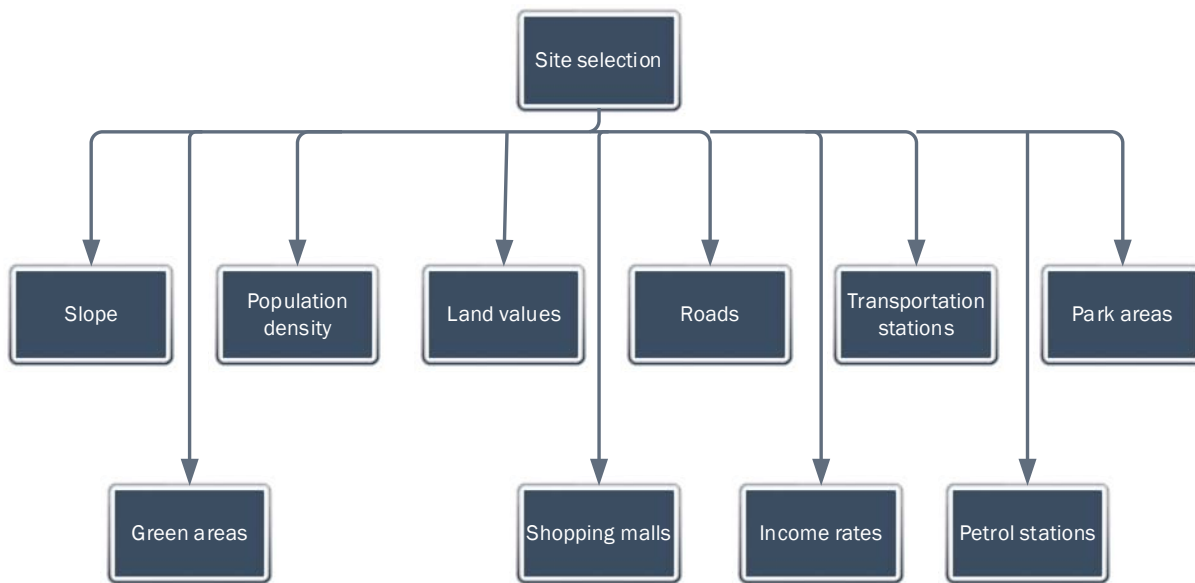 Site selection
Slope
Population
density
Land values
Roads
Transportation
stations
Park areas
Green areas
Shopping malls
Income rates
Petrol stations